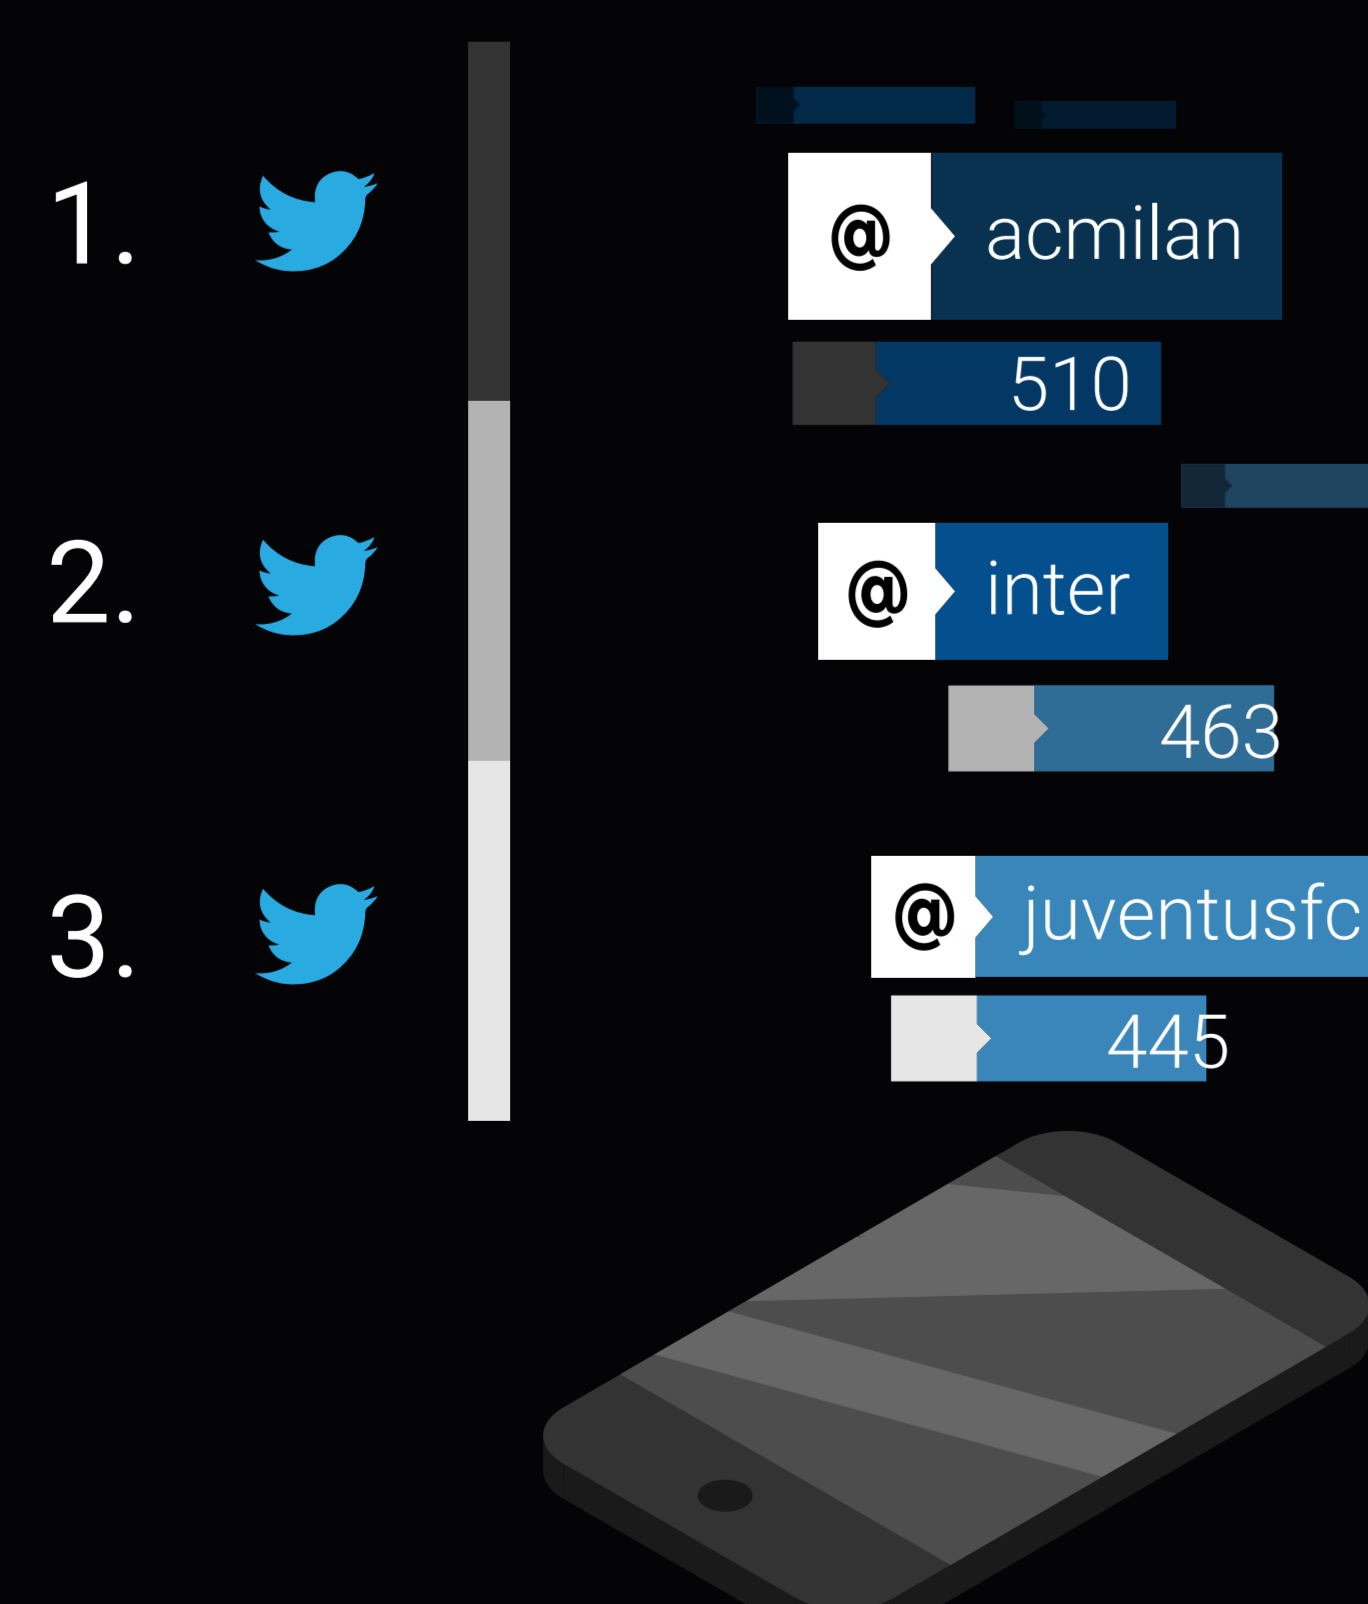 1.
@ acmilan
510
2.
@ inter
463
3.
@ juventusfc
445